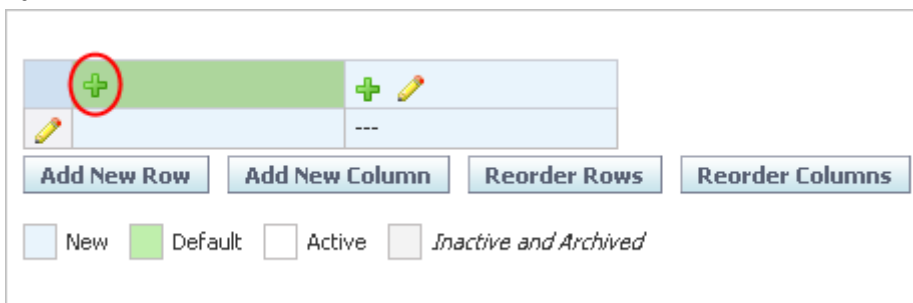 ---
Add New Row Add New Column Reorder Rows Reorder Columns
New Default Active Inactive and Archived